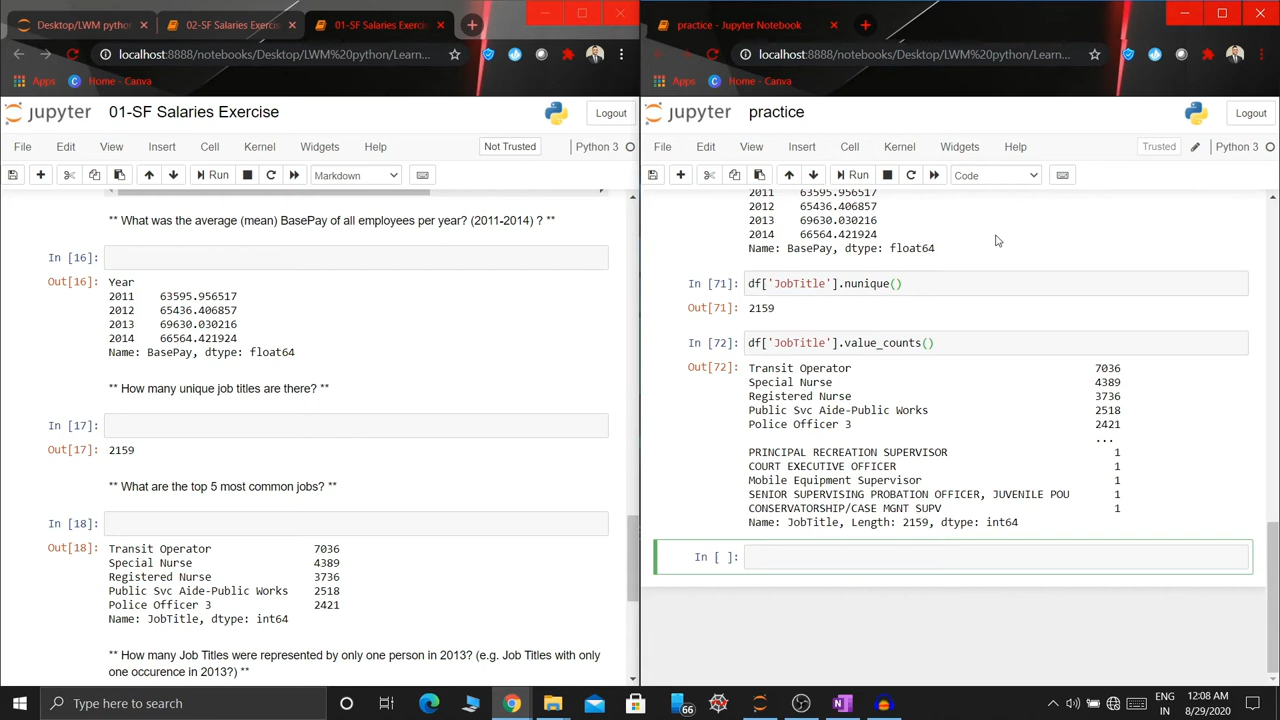 Desktop/LWM python
02-SF Salaries Exercise
01-SF Salaries Exerci
localhost:8888/notebooks/Desktop/LWM%20python/Learn...
Apps
Home - Canva
jupyter
01-SF Salaries Exercise
Logout
File Edit View Insert Cell Kernel Widgets Help
Not Trusted
Python 3
Run
Markdown
** What was the average (mean) BasePay of all employees per year? (2011-2014) ? **
In [16]:
Out[16]: Year
2011 63595.956517
2012 65436.406857
2013 69630.030216
2014 66564.421924
Name: BasePay, dtype: float64
** How many unique job titles are there? **
In [17]:
Out[17]: 2159
** What are the top 5 most common jobs? **
In [18]:
Out[18]: Transit Operator 7036
Special Nurse 4389
Registered Nurse 3736
Public Svc Aide-Public Works 2518
Police Officer 3 2421
Name: JobTitle, dtype: int64
** How many Job Titles were represented by only one person in 2013? (e.g. Job Titles with only
one occurence in 2013?) **
practice - Jupyter Notebook
localhost:8888/notebooks/Desktop/LWM%20python/Learn...
Apps
Home - Canva
jupyter
practice
Logout
File Edit View Insert Cell Kernel Widgets Help
Trusted
Python 3
Run
Code
2011 63595.956517
2012 65436.406857
2013 69630.030216
2014 66564.421924
Name: BasePay, dtype: float64
In [71]: df['JobTitle'].nunique()
Out[71]: 2159
In [72]: df['JobTitle'].value_counts()
Out[72]: Transit Operator 7036
Special Nurse 4389
Registered Nurse 3736
Public Svc Aide-Public Works 2518
Police Officer 3 2421
...
PRINCIPAL RECREATION SUPERVISOR 1
COURT EXECUTIVE OFFICER 1
Mobile Equipment Supervisor 1
SENIOR SUPERVISING PROBATION OFFICER, JUVENILE POU 1
CONSERVATORSHIP/CASE MGNT SUPV 1
Name: JobTitle, Length: 2159, dtype: int64
In [ ]:
Type here to search
66
ENG
IN
12:08 AM
8/29/2020